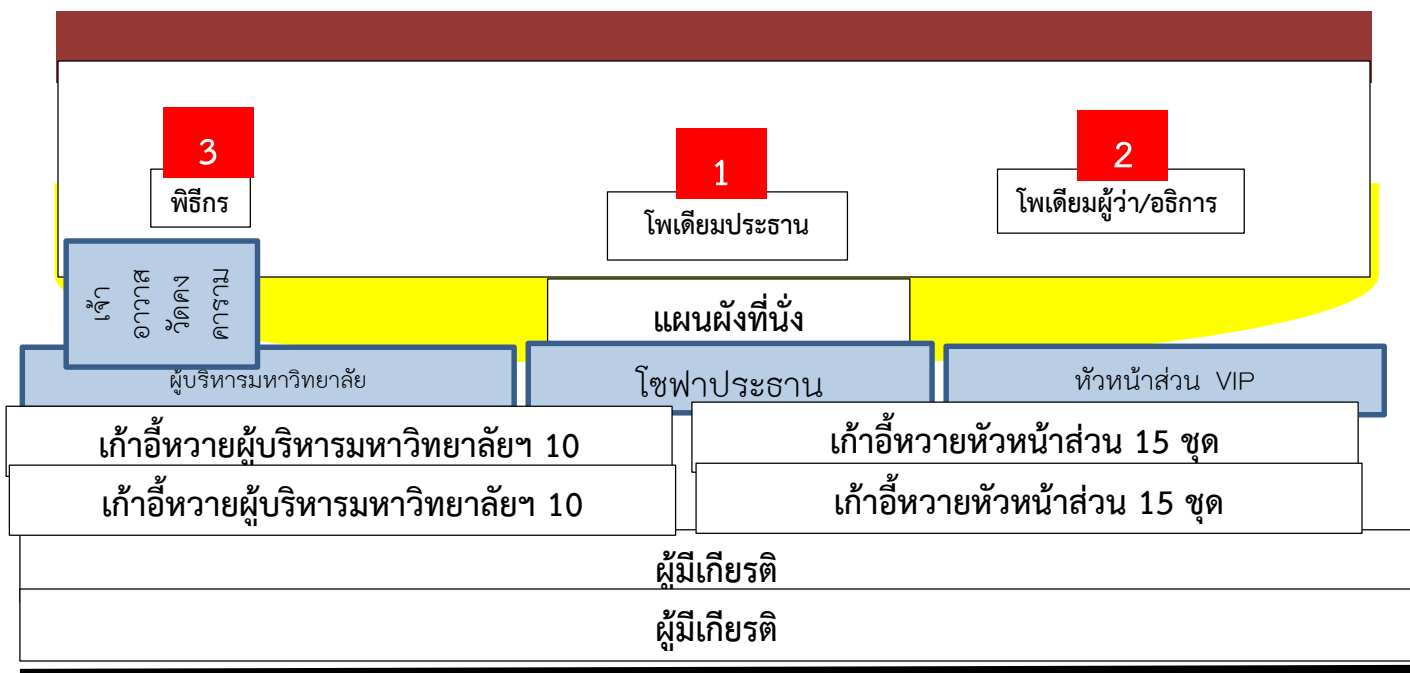 3
พิธีกร
1
โพเดียมประธาน
2
โพเดียมผู้ว่า/อธิการ
เจ้า
อาวาส
วัดคง
คาราม
แผนผังที่นั่ง
ผู้บริหารมหาวิทยาลัย
โซฟาประธาน
หัวหน้าส่วน VIP
เก้าอี้หวายผู้บริหารมหาวิทยาลัยฯ 10
เก้าอี้หวายหัวหน้าส่วน 15 ชุด
เก้าอี้หวายผู้บริหารมหาวิทยาลัยฯ 10
เก้าอี้หวายหัวหน้าส่วน 15 ชุด
ผู้มีเกียรติ
ผู้มีเกียรติ